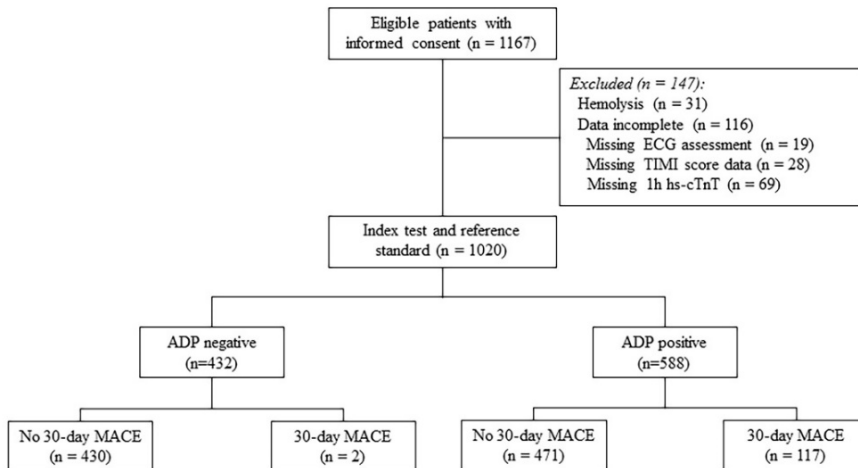 Eligible patients with
informed consent (n = 1167)
Excluded (n = 147):
Hemolysis (n = 31)
Data incomplete (n = 116)
Missing ECG assessment (n = 19)
Missing TIMI score data (n = 28)
Missing 1h hs-cTnT (n = 69)
Index test and reference
standard (n = 1020)
ADP negative
(n=432)
ADP positive
(n=588)
No 30-day MACE
(n = 430)
30-day MACE
(n = 2)
No 30-day MACE
(n = 471)
30-day MACE
(n = 117)